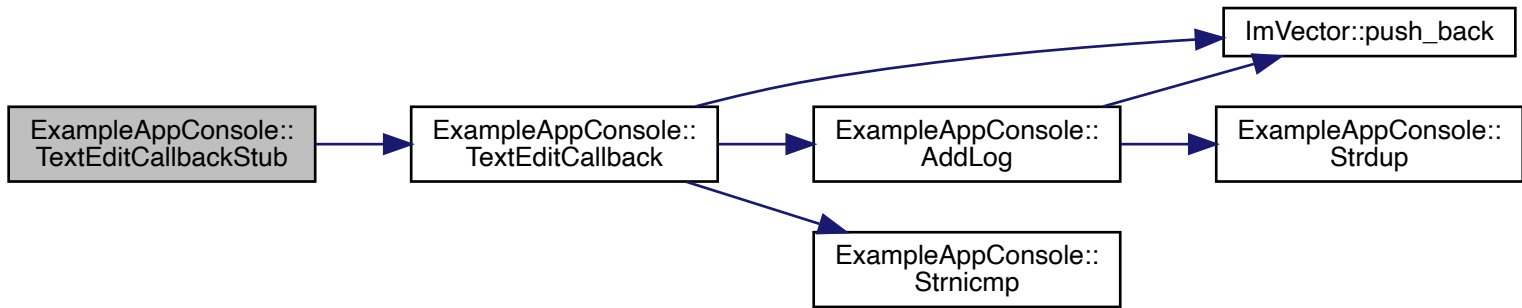 ExampleAppConsole::
TextEditCallbackStub
ExampleAppConsole::
TextEditCallback
ImVector::push_back
ExampleAppConsole::
AddLog
ExampleAppConsole::
Strdup
ExampleAppConsole::
Strnicmp